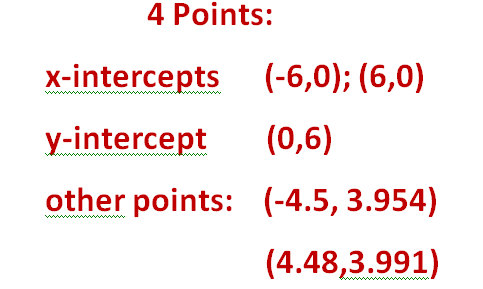 4 Points:
x-intercepts (-6,0); (6,0)
y-intercept (0,6)
other points: (-4.5, 3.954)
(4.48,3.991)